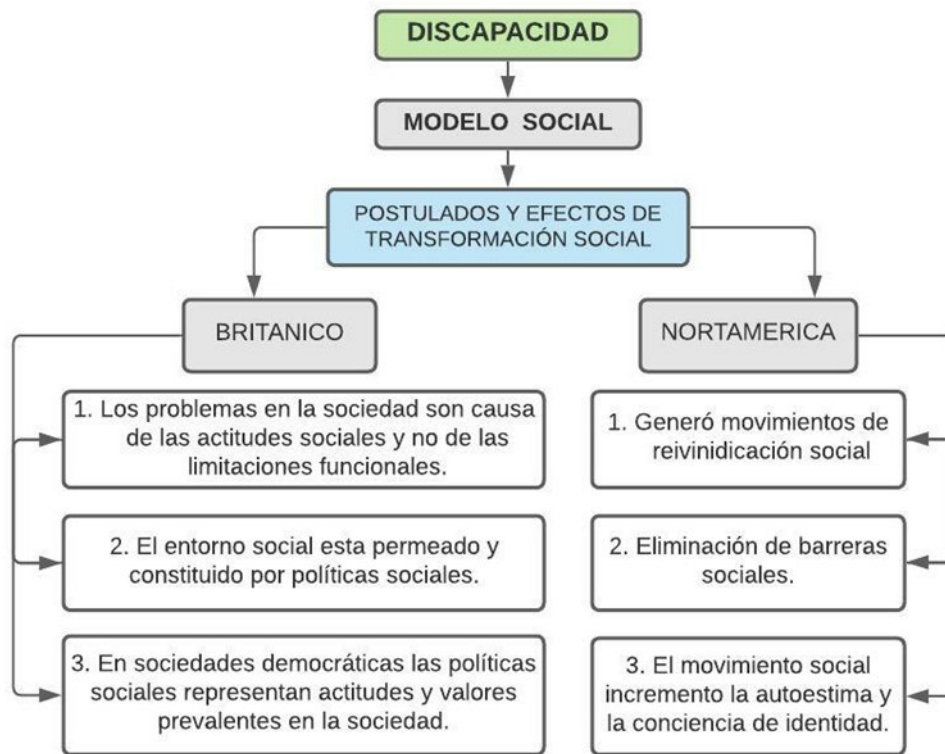 DISCAPACIDAD
MODELO SOCIAL
POSTULADOS Y EFECTOS DE
TRANSFORMACIÓN SOCIAL
BRITANICO
1. Los problemas en la sociedad son causa
de las actitudes sociales y no de las
limitaciones funcionales.
2. El entorno social esta permeado y
constituido por políticas sociales.
3. En sociedades democráticas las políticas
sociales representan actitudes y valores
prevalentes en la sociedad.
NORTAMERICA
1. Generó movimientos de
reivinidicación social
2. Eliminación de barreras
sociales.
3. El movimiento social
incremento la autoestima y
la conciencia de identidad.